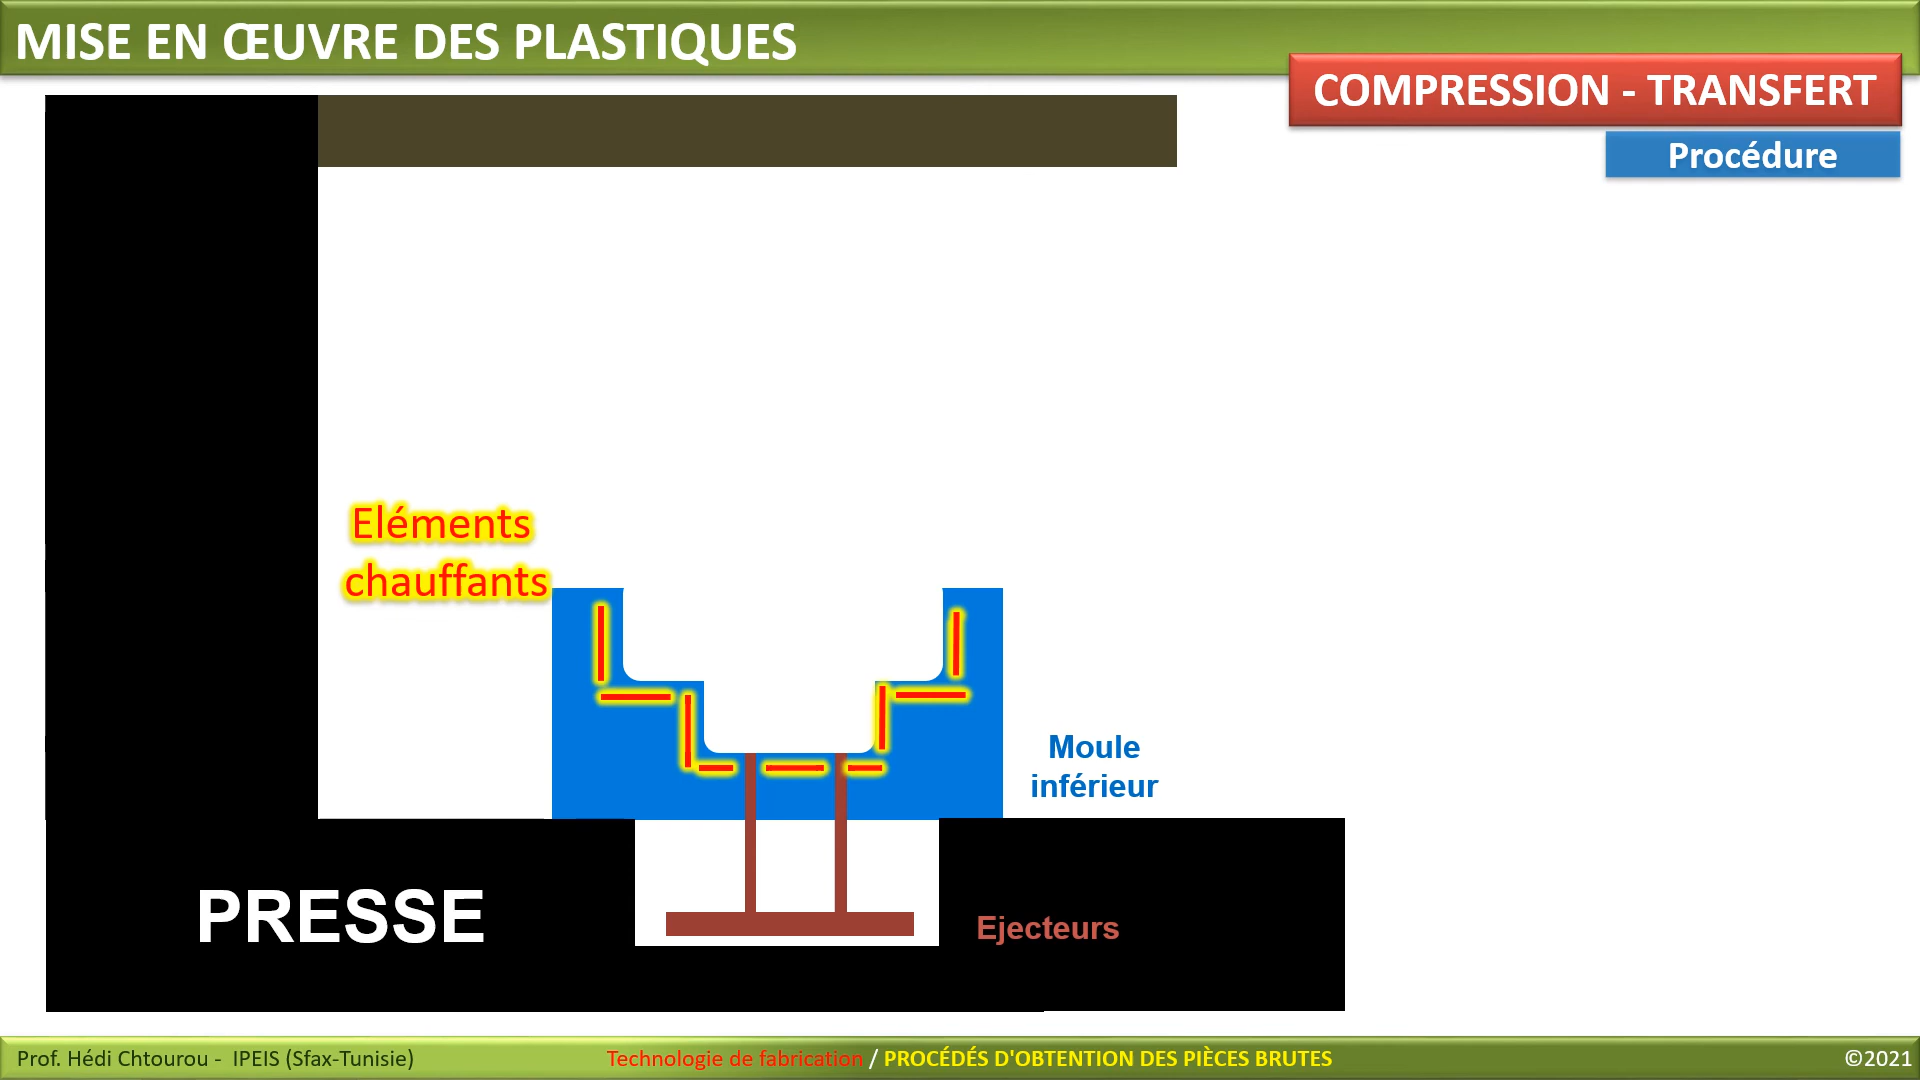 MISE EN ŒUVRE DES PLASTIQUES
COMPRESSION - TRANSFERT
Procédure
Eléments
chauffants
Moule
inférieur
PRESSE
Ejecteurs
Prof. Hédi Chtourou - IPEIS (Sfax-Tunisie)
Technologie de fabrication / PROCÉDÉS D'OBTENTION DES PIÈCES BRUTES
©2021